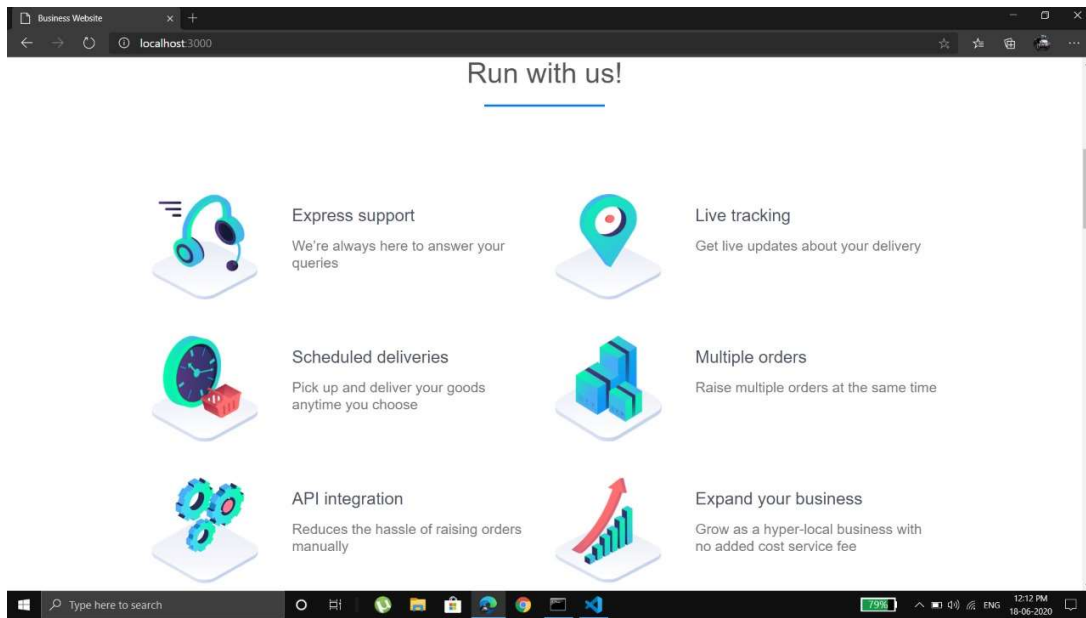 Business Website
localhost:3000
Run with us!
Express support
We're always here to answer your
queries
Live tracking
Get live updates about your delivery
Scheduled deliveries
Pick up and deliver your goods
anytime you choose
Multiple orders
Raise multiple orders at the same time
API integration
Reduces the hassle of raising orders
manually
Expand your business
Grow as a hyper-local business with
no added cost service fee
Type here to search
79%
ENG
12:12 PM
18-06-2020